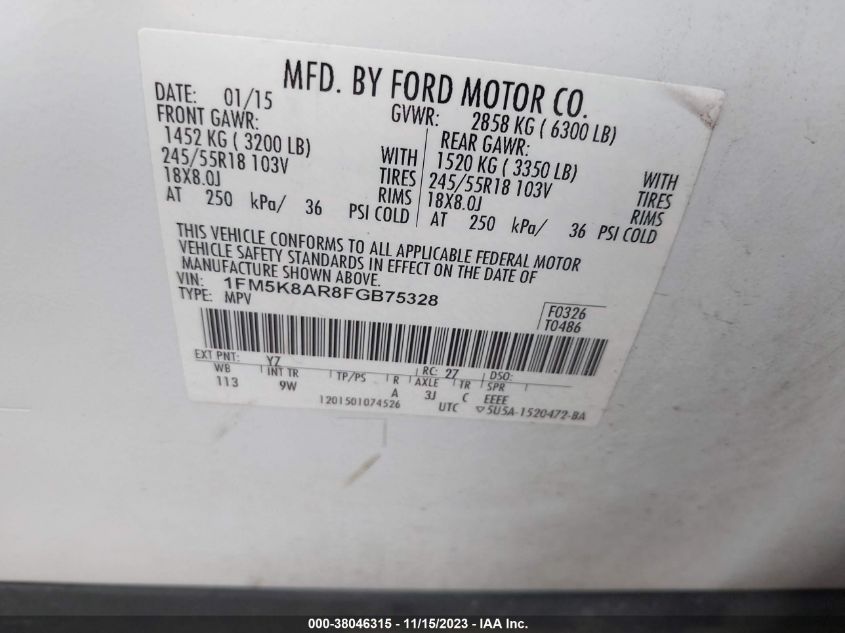 MFD. BY FORD MOTOR CO.
DATE: 01/15 GVWR: 2858 KG ( 6300 LB)
FRONT GAWR: REAR GAWR:
1452 KG ( 3200 LB) WITH 1520 KG ( 3350 LB) WITH
245/55R18 103V TIRES 245/55R18 103V TIRES
18X8.0J RIMS 18X8.0J RIMS
AT 250 kPa/ 36 PSI COLD AT 250 kPa/ 36 PSI COLD
THIS VEHICLE CONFORMS TO ALL APPLICABLE FEDERAL MOTOR
VEHICLE SAFETY STANDARDS IN EFFECT ON THE DATE OF
MANUFACTURE SHOWN ABOVE.
VIN: 1FM5K8AR8FGB75328
TYPE: MPV
F0326
T0486
EXT PNT: YZ RC: 27 DSO:
WB INT TR TP/PS R AXLE TR SPR
113 9W A 3J C EEEE
1201501074526 UTC ▽5U5A-1520472-BA
000-38046315 - 11/15/2023 - IAA Inc.